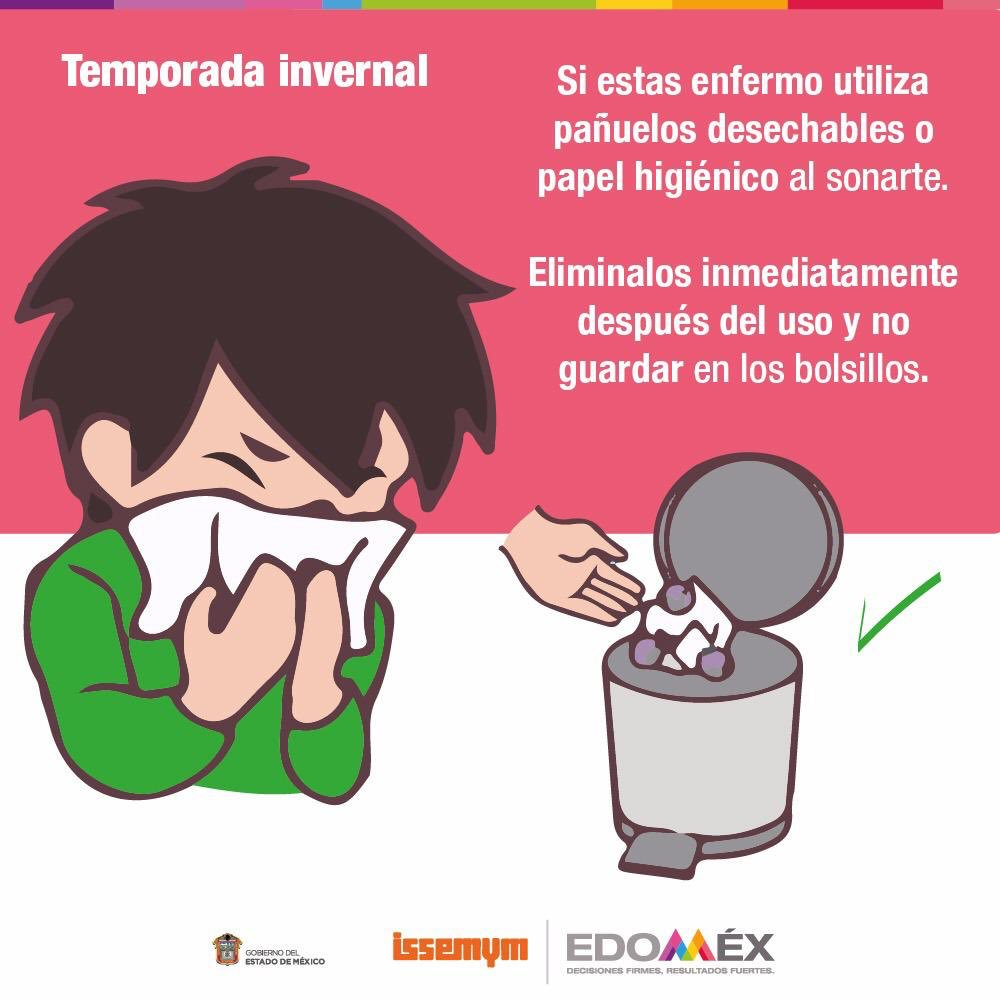 Temporada invernal
Si estas enfermo utiliza
pañuelos desechables o
papel higiénico al sonarte.
Eliminalos inmediatamente
después del uso y no
guardar en los bolsillos.
GOBIERNO DEL
ESTADO DE MÉXICO
issemym
EDOMÉX
DECISIONES FIRMES, RESULTADOS FUERTES.